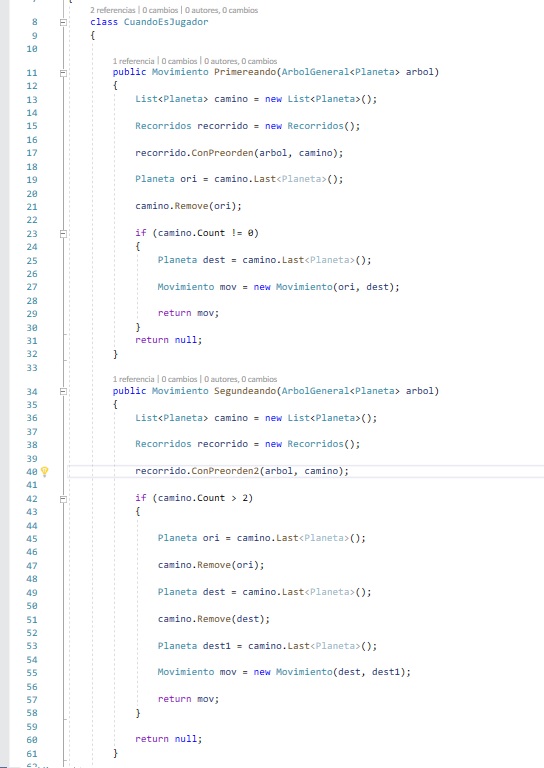 2 referencias | 0 cambios | 0 autores, 0 cambios
8 class CuandoEsJugador
9 {
10
1 referencia | 0 cambios | 0 autores, 0 cambios
11 public Movimiento Primereando(ArbolGeneral<Planeta> arbol)
12 {
13 List<Planeta> camino = new List<Planeta>();
14
15 Recorridos recorrido = new Recorridos();
16
17 recorrido.ConPreorden(arbol, camino);
18
19 Planeta ori = camino.Last<Planeta>();
20
21 camino.Remove(ori);
22
23 if (camino.Count != 0)
24 {
25 Planeta dest = camino.Last<Planeta>();
26
27 Movimiento mov = new Movimiento(ori, dest);
28
29 return mov;
30 }
31 return null;
32 }
33
1 referencia | 0 cambios | 0 autores, 0 cambios
34 public Movimiento Segundeando(ArbolGeneral<Planeta> arbol)
35 {
36 List<Planeta> camino = new List<Planeta>();
37
38 Recorridos recorrido = new Recorridos();
39
40 recorrido.ConPreorden2(arbol, camino);
41
42 if (camino.Count > 2)
43 {
44
45 Planeta ori = camino.Last<Planeta>();
46
47 camino.Remove(ori);
48
49 Planeta dest = camino.Last<Planeta>();
50
51 camino.Remove(dest);
52
53 Planeta dest1 = camino.Last<Planeta>();
54
55 Movimiento mov = new Movimiento(dest, dest1);
56
57 return mov;
58 }
59
60 return null;
61 }